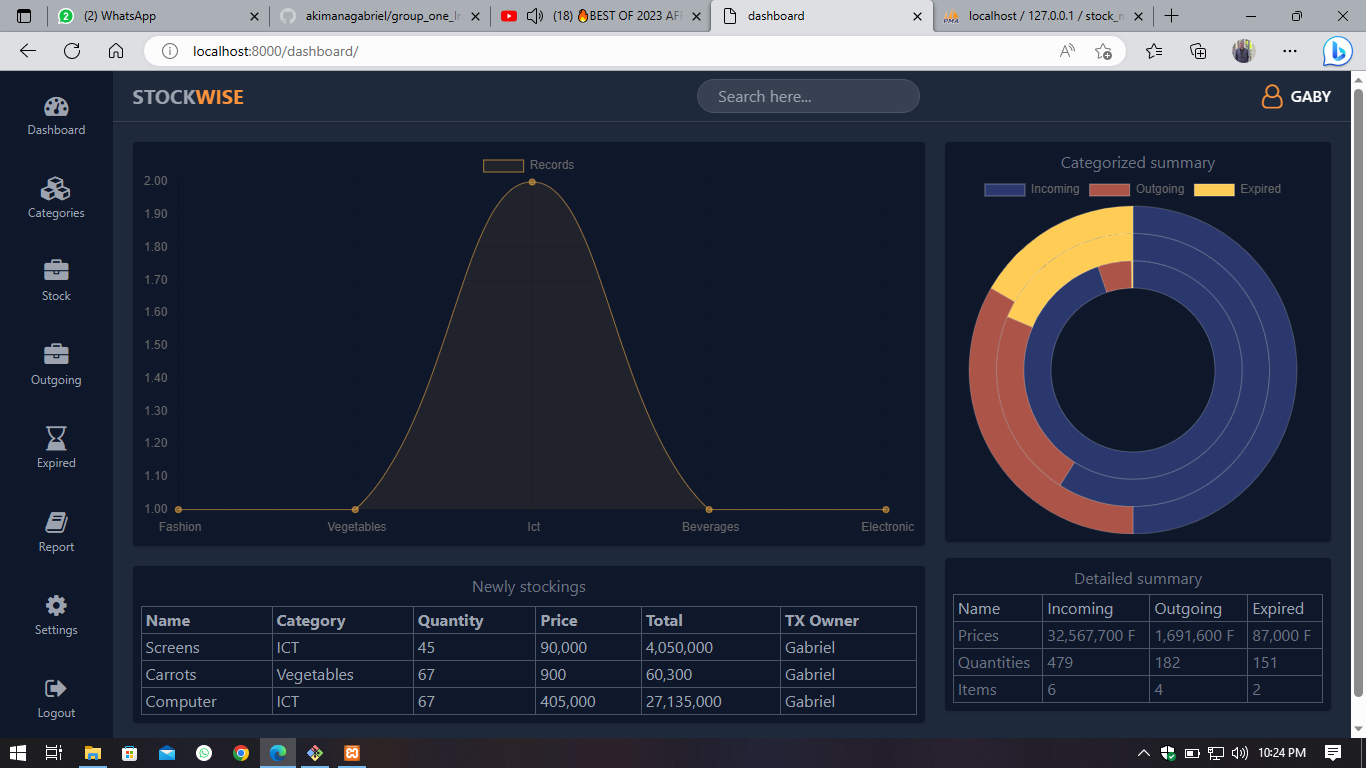 (2) WhatsApp
akimanagabriel/group_one_
(18) 🔥BEST OF 2023
dashboard
localhost / 127.0.0.1 /
localhost:8000/dashboard/
STOCKWISE
Search here...
GABY
Dashboard
Categories
Stock
Outgoing
Expired
Report
Settings
Logout
Records
2.00
1.90
1.80
1.70
1.60
1.50
1.40
1.30
1.20
1.10
1.00
Fashion Vegetables Ict Beverages Electronic
Categorized summary
Incoming Outgoing Expired
Newly stockings
Name Category Quantity Price Total TX Owner
Screens ICT 45 90,000 4,050,000 Gabriel
Carrots Vegetables 67 900 60,300 Gabriel
Computer ICT 67 405,000 27,135,000 Gabriel
Detailed summary
Name Incoming Outgoing Expired
Prices 32,567,700 F 1,691,600 F 87,000 F
Quantities 479 182 151
Items 6 4 2
10:24 PM